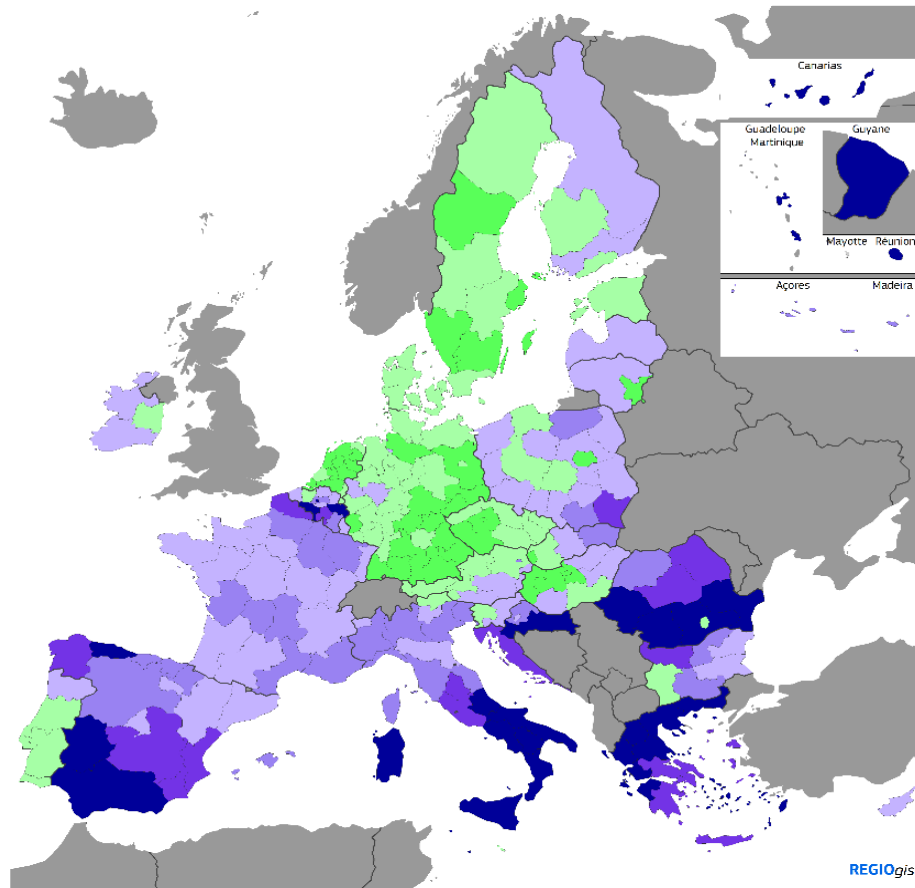 Canarias
Guadeloupe
Martinique
Guyane
Mayotte
Réunion
Açores
Madeira
REGIOgis